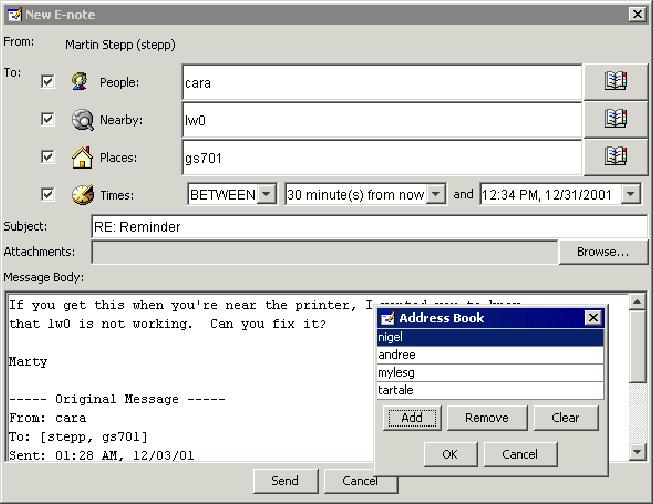 New E-note
From: Martin Stepp (stepp)
To: People: cara
Nearby: lw0
Places: gs701
Times: BETWEEN 30 minute(s) from now and 12:34 PM, 12/31/2001
Subject: RE: Reminder
Attachments: Browse...
Message Body:
If you get this when you're near the printer, I wanted you to know
that lw0 is not working. Can you fix it?
Marty
----- Original Message -----
From: cara
To: [stepp, gs701]
Sent: 01:28 AM, 12/03/01
Address Book
nigel
andree
mylesg
tartale
Add Remove Clear
OK Cancel
Send Cancel